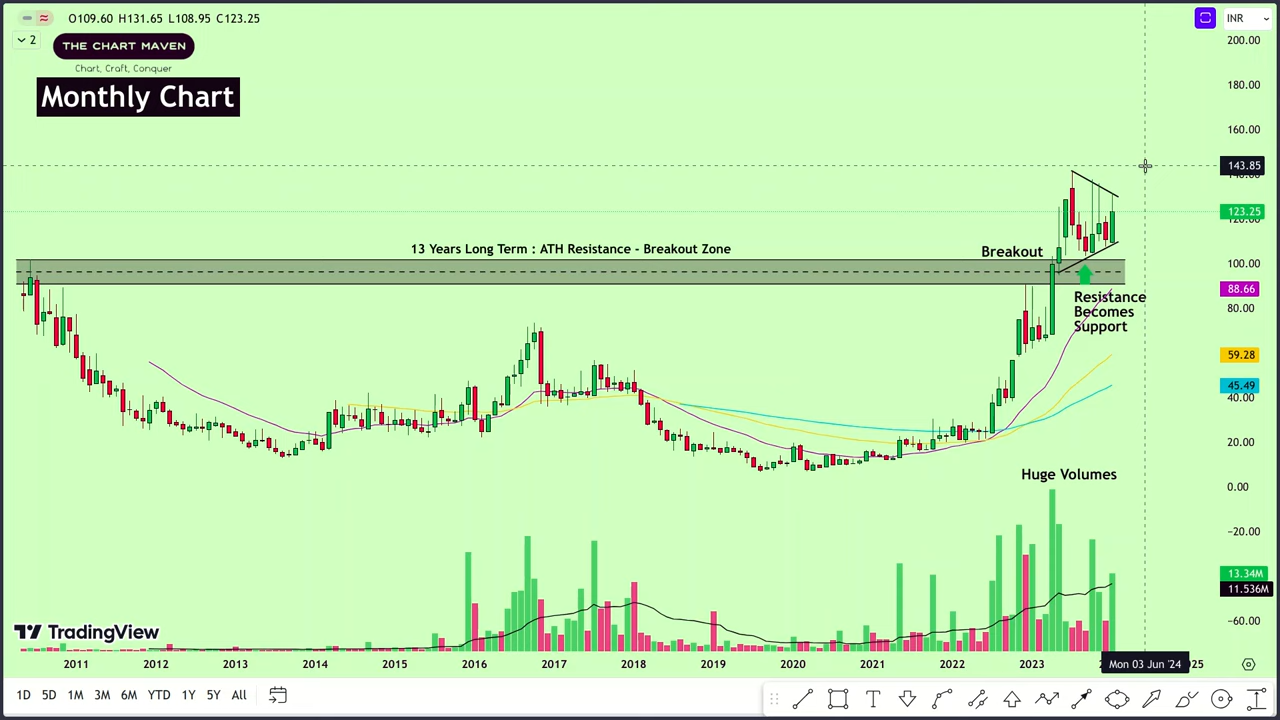 O109.60 H131.65 L108.95 C123.25
INR
2
THE CHART MAVEN
Chart, Craft, Conquer
Monthly Chart
200.00
180.00
160.00
143.85
140.00
123.25
120.00
13 Years Long Term : ATH Resistance - Breakout Zone
Breakout
100.00
88.66
Resistance
Becomes
Support
80.00
59.28
45.49
40.00
20.00
Huge Volumes
0.00
−20.00
13.34M
11.536M
−60.00
TradingView
2011 2012 2013 2014 2015 2016 2017 2018 2019 2020 2021 2022 2023 Mon 03 Jun '24
1D 5D 1M 3M 6M YTD 1Y 5Y All